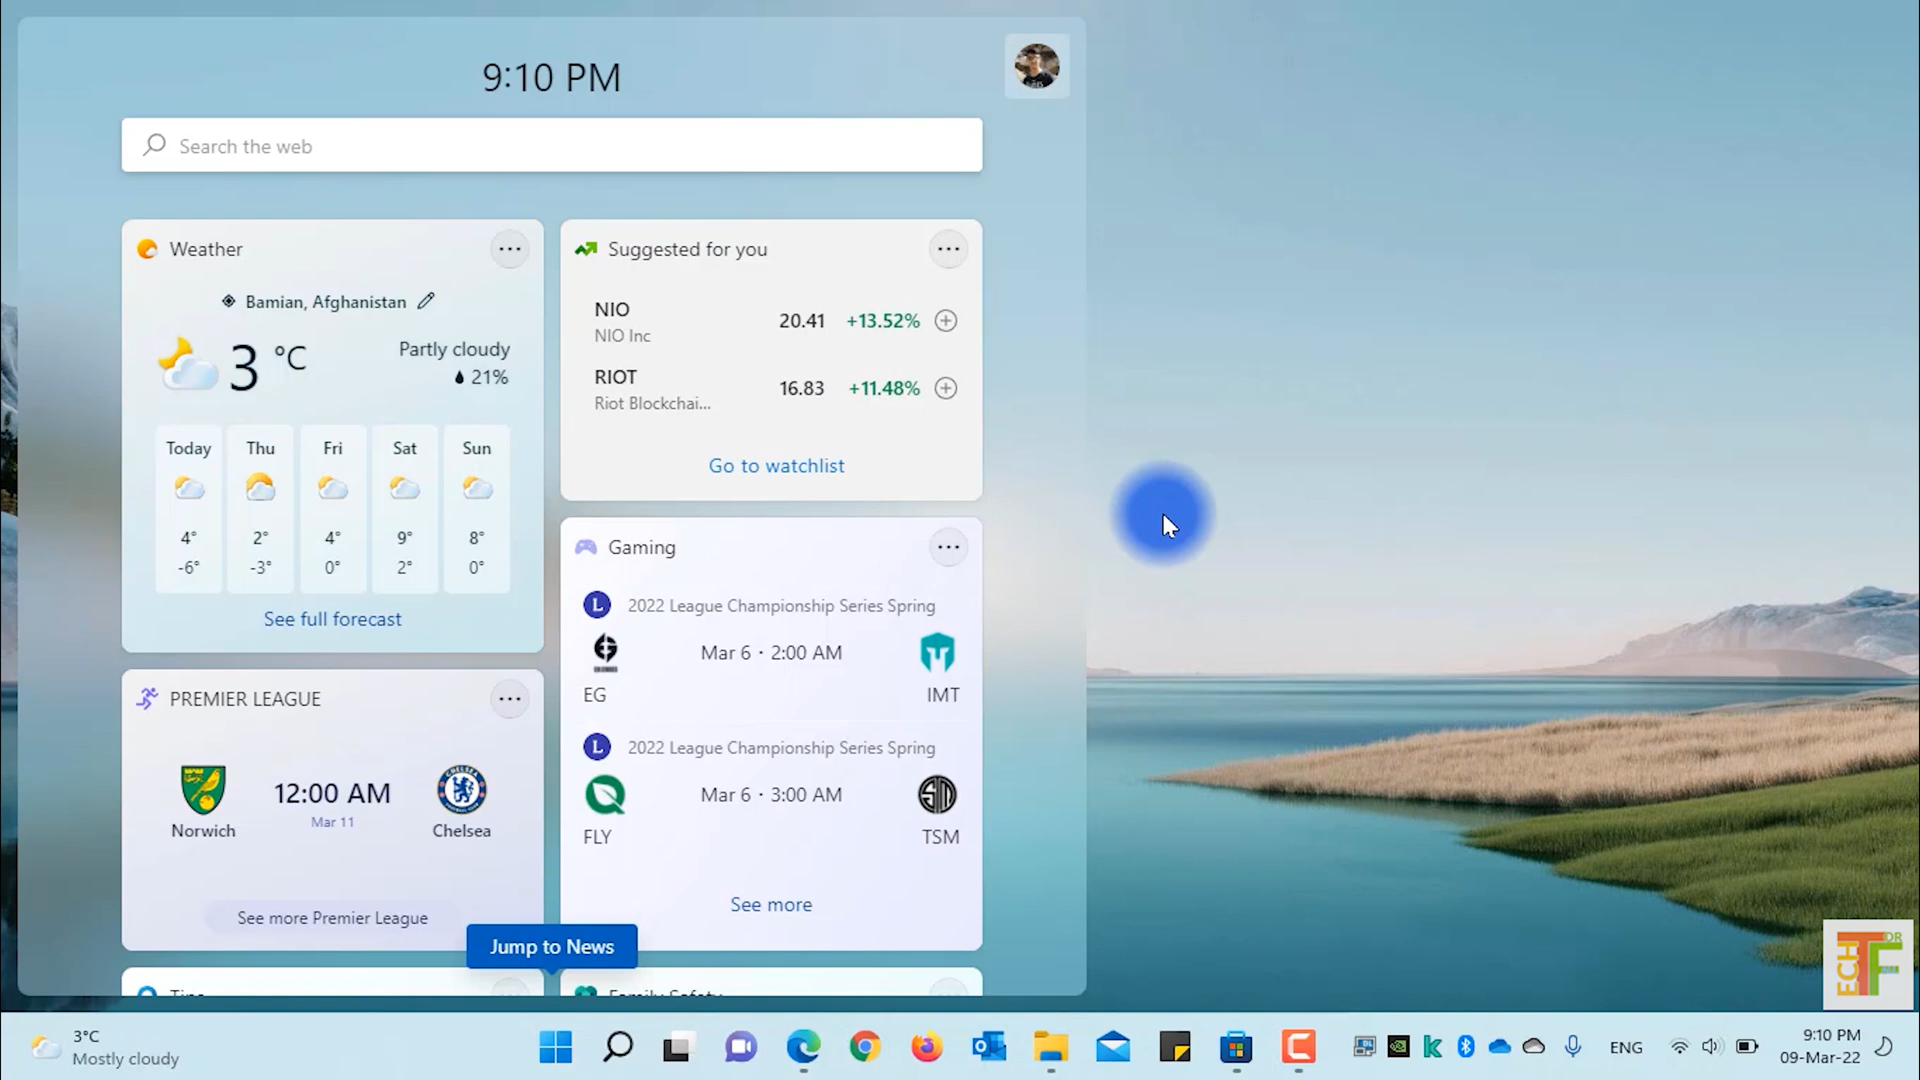 9:10 PM
Search the web
Weather
Bamian, Afghanistan
3 °C
Partly cloudy
21%
Today Thu Fri Sat Sun
4° 2° 4° 9° 8°
-6° -3° 0° 2° 0°
See full forecast
Suggested for you
NIO 20.41 +13.52%
NIO Inc
RIOT 16.83 +11.48%
Riot Blockchai...
Go to watchlist
Gaming
L 2022 League Championship Series Spring
Mar 6 · 2:00 AM
EG IMT
L 2022 League Championship Series Spring
Mar 6 · 3:00 AM
FLY TSM
See more
PREMIER LEAGUE
12:00 AM
Mar 11
Norwich Chelsea
See more Premier League
Jump to News
Tips
Family Safety
3°C
Mostly cloudy
ENG
9:10 PM
09-Mar-22